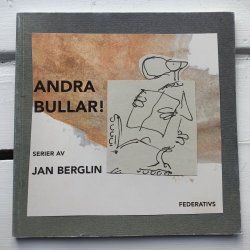 ANDRA
BULLAR!
SERIER AV
JAN BERGLIN
FEDERATIVS